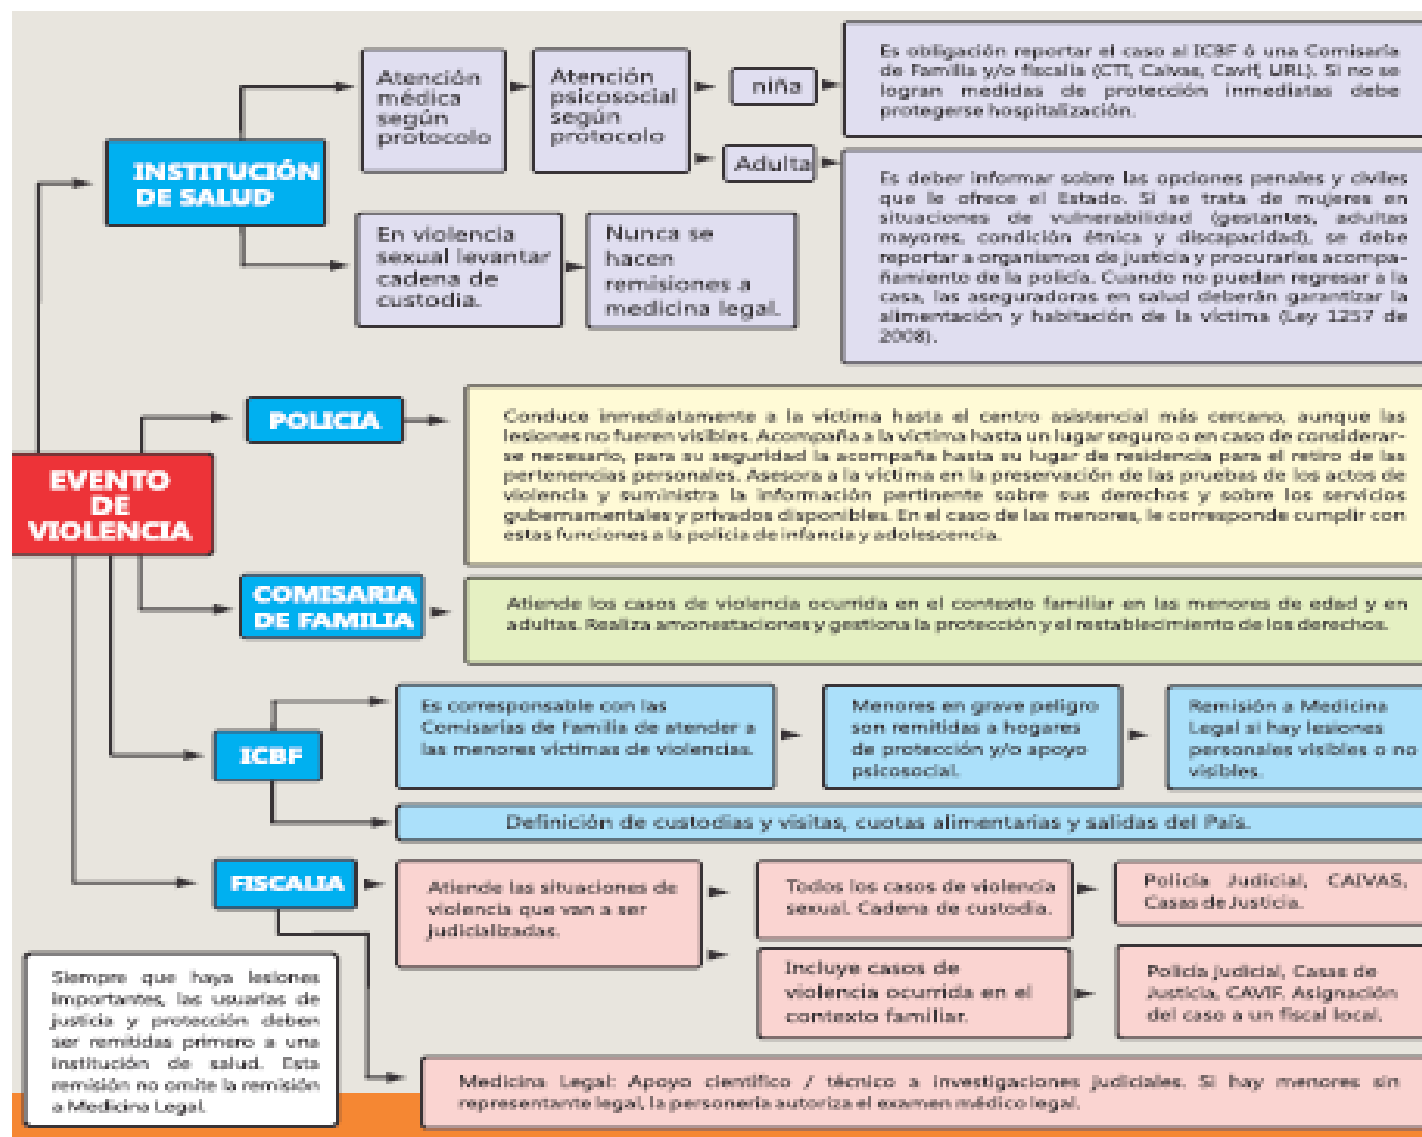 Atención
médica
según
protocolo
Atención
psicosocial
según
protocolo
niña
Es obligación reportar el caso al ICBF ó una Comisaría
de Familia y/o fiscalía (CTI, Caivas, Cavif, URI). Si no se
logran medidas de protección inmediatas debe
protegerse hospitalización.
Adulta
Es deber informar sobre las opciones penales y civiles
que le ofrece el Estado. Si se trata de mujeres en
situaciones de vulnerabilidad (gestantes, adultas
mayores, condición étnica y discapacidad), se debe
reportar a organismos de justicia y procurarles acompa-
ñamiento de la policía. Cuando no puedan regresar a la
casa, las aseguradoras en salud deberán garantizar la
alimentación y habitación de la víctima (Ley 1257 de
2008).
INSTITUCIÓN
DE SALUD
En violencia
sexual levantar
cadena de
custodia.
Nunca se
hacen
remisiones a
medicina legal.
POLICIA
Conduce inmediatamente a la víctima hasta el centro asistencial más cercano, aunque las
lesiones no fueren visibles. Acompaña a la víctima hasta un lugar seguro o en caso de considerar-
se necesario, para su seguridad la acompaña hasta su lugar de residencia para el retiro de las
pertenencias personales. Asesora a la víctima en la preservación de las pruebas de los actos de
violencia y suministra la información pertinente sobre sus derechos y sobre los servicios
gubernamentales y privados disponibles. En el caso de las menores, le corresponde cumplir con
estas funciones a la policía de infancia y adolescencia.
EVENTO
DE
VIOLENCIA
COMISARIA
DE FAMILIA
Atiende los casos de violencia ocurrida en el contexto familiar en las menores de edad y en
adultas. Realiza amonestaciones y gestiona la protección y el restablecimiento de los derechos.
ICBF
Es corresponsable con las
Comisarías de Familia de atender a
las menores víctimas de violencias.
Menores en grave peligro
son remitidas a hogares
de protección y/o apoyo
psicosocial.
Remisión a Medicina
Legal si hay lesiones
personales visibles o no
visibles.
Definición de custodias y visitas, cuotas alimentarias y salidas del País.
FISCALIA
Atiende las situaciones de
violencia que van a ser
judicializadas.
Todos los casos de violencia
sexual. Cadena de custodia.
Policía Judicial, CAIVAS,
Casas de Justicia.
Incluye casos de
violencia ocurrida en el
contexto familiar.
Policía judicial, Casas de
Justicia, CAVIF. Asignación
del caso a un fiscal local.
Siempre que haya lesiones
importantes, las usuarias de
justicia y protección deben
ser remitidas primero a una
institución de salud. Esta
remisión no omite la remisión
a Medicina Legal.
Medicina Legal: Apoyo científico / técnico a investigaciones judiciales. Si hay menores sin
representante legal, la personería autoriza el examen médico legal.